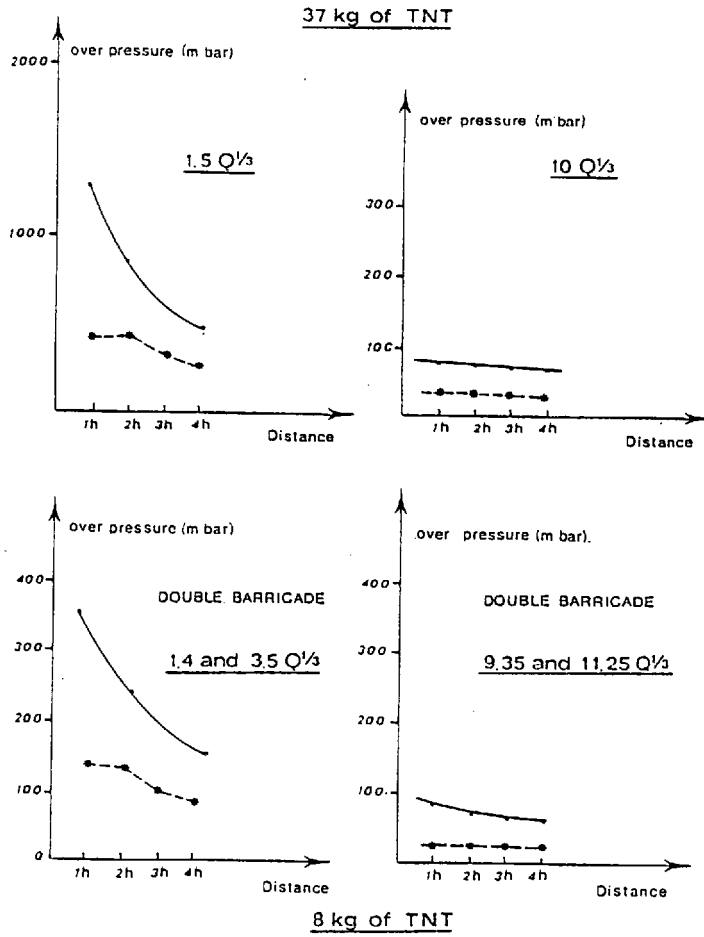 37 kg of TNT
over pressure (m bar)
2000
1000
1.5 Q⅓
1h 2h 3h 4h
Distance
over pressure (m bar)
10 Q⅓
300
200
100
1h 2h 3h 4h
Distance
over pressure (m bar)
400
300
200
100
0
DOUBLE BARRICADE
1.4 and 3.5 Q⅓
1h 2h 3h 4h
Distance
over pressure (m bar).
400
300
200
100.
DOUBLE BARRICADE
9.35 and 11.25 Q⅓
1h 2h 3h 4h
Distance
8 kg of TNT